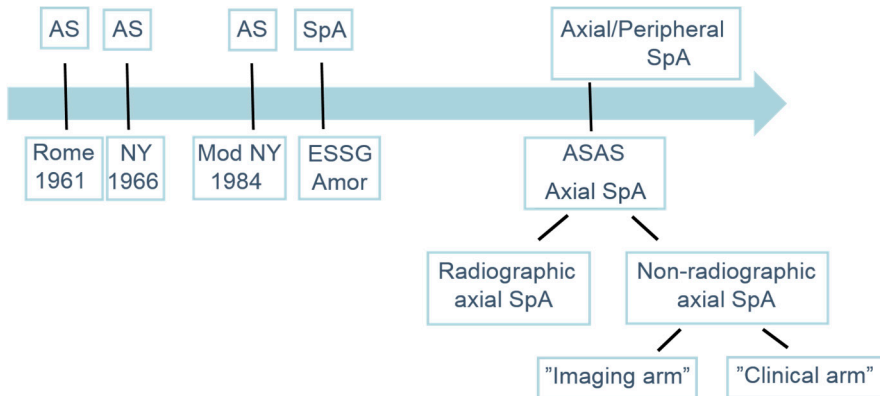 AS
AS
AS
SpA
Axial/Peripheral
SpA
Rome
1961
NY
1966
Mod NY
1984
ESSG
Amor
ASAS
Axial SpA
Radiographic
axial SpA
Non-radiographic
axial SpA
”Imaging arm”
”Clinical arm”